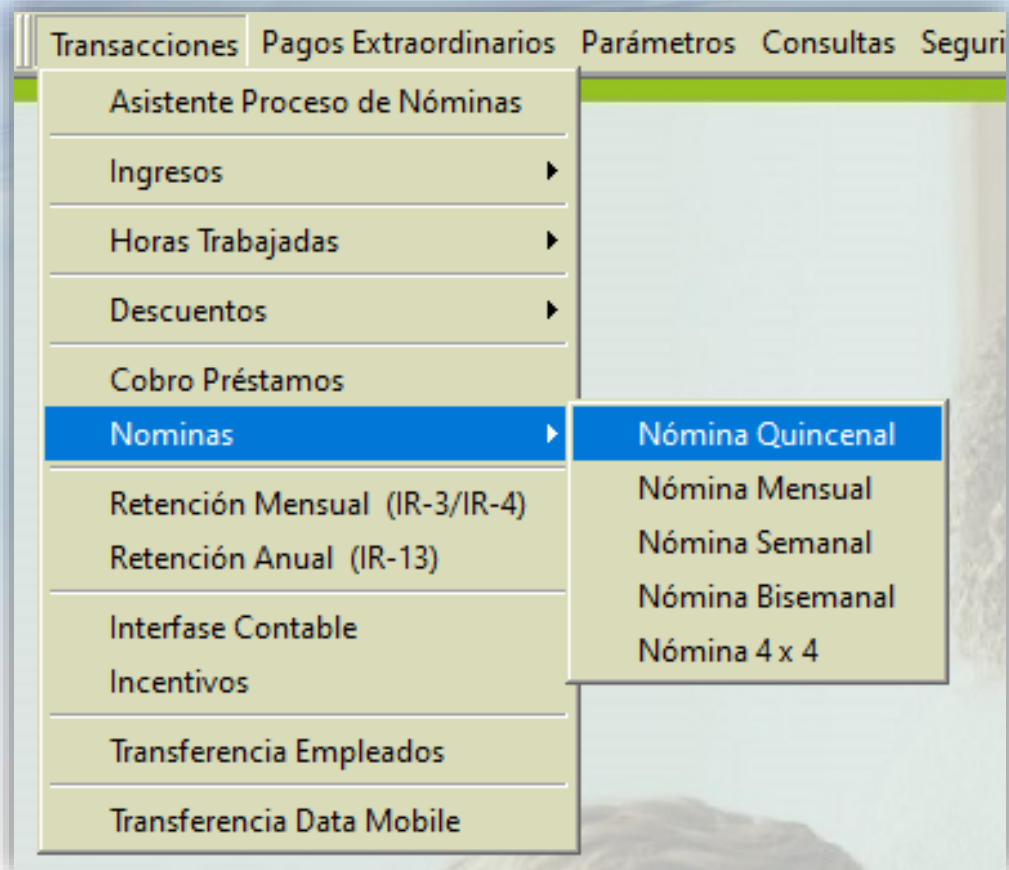 Transacciones Pagos Extraordinarios Parámetros Consultas
Asistente Proceso de Nóminas
Ingresos
Horas Trabajadas
Descuentos
Cobro Préstamos
Nominas
Nómina Quincenal
Nómina Mensual
Nómina Semanal
Nómina Bisemanal
Nómina 4 x 4
Retención Mensual (IR-3/IR-4)
Retención Anual (IR-13)
Interfase Contable
Incentivos
Transferencia Empleados
Transferencia Data Mobile